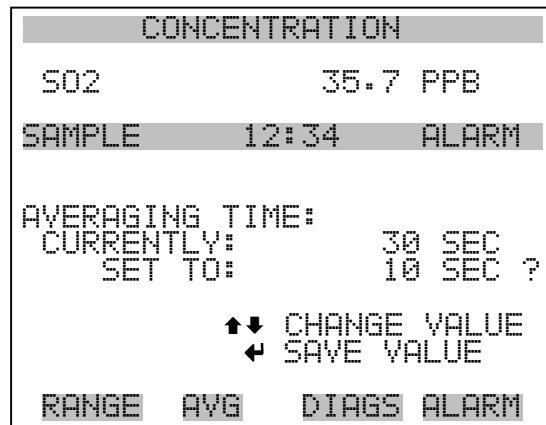 CONCENTRATION
SO2 35.7 PPB
SAMPLE 12:34 ALARM
AVERAGING TIME:
CURRENTLY: 30 SEC
SET TO: 10 SEC ?
⬆⬇ CHANGE VALUE
↵ SAVE VALUE
RANGE AVG DIAGS ALARM